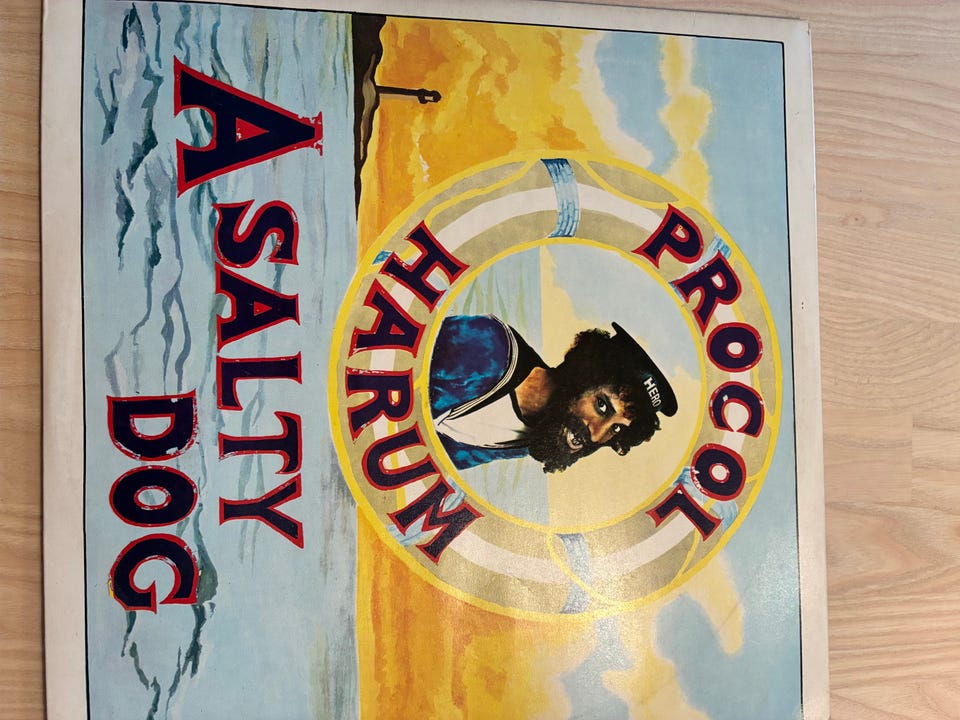 PROCOL
HERO
HARUM
A SALTY
DOG